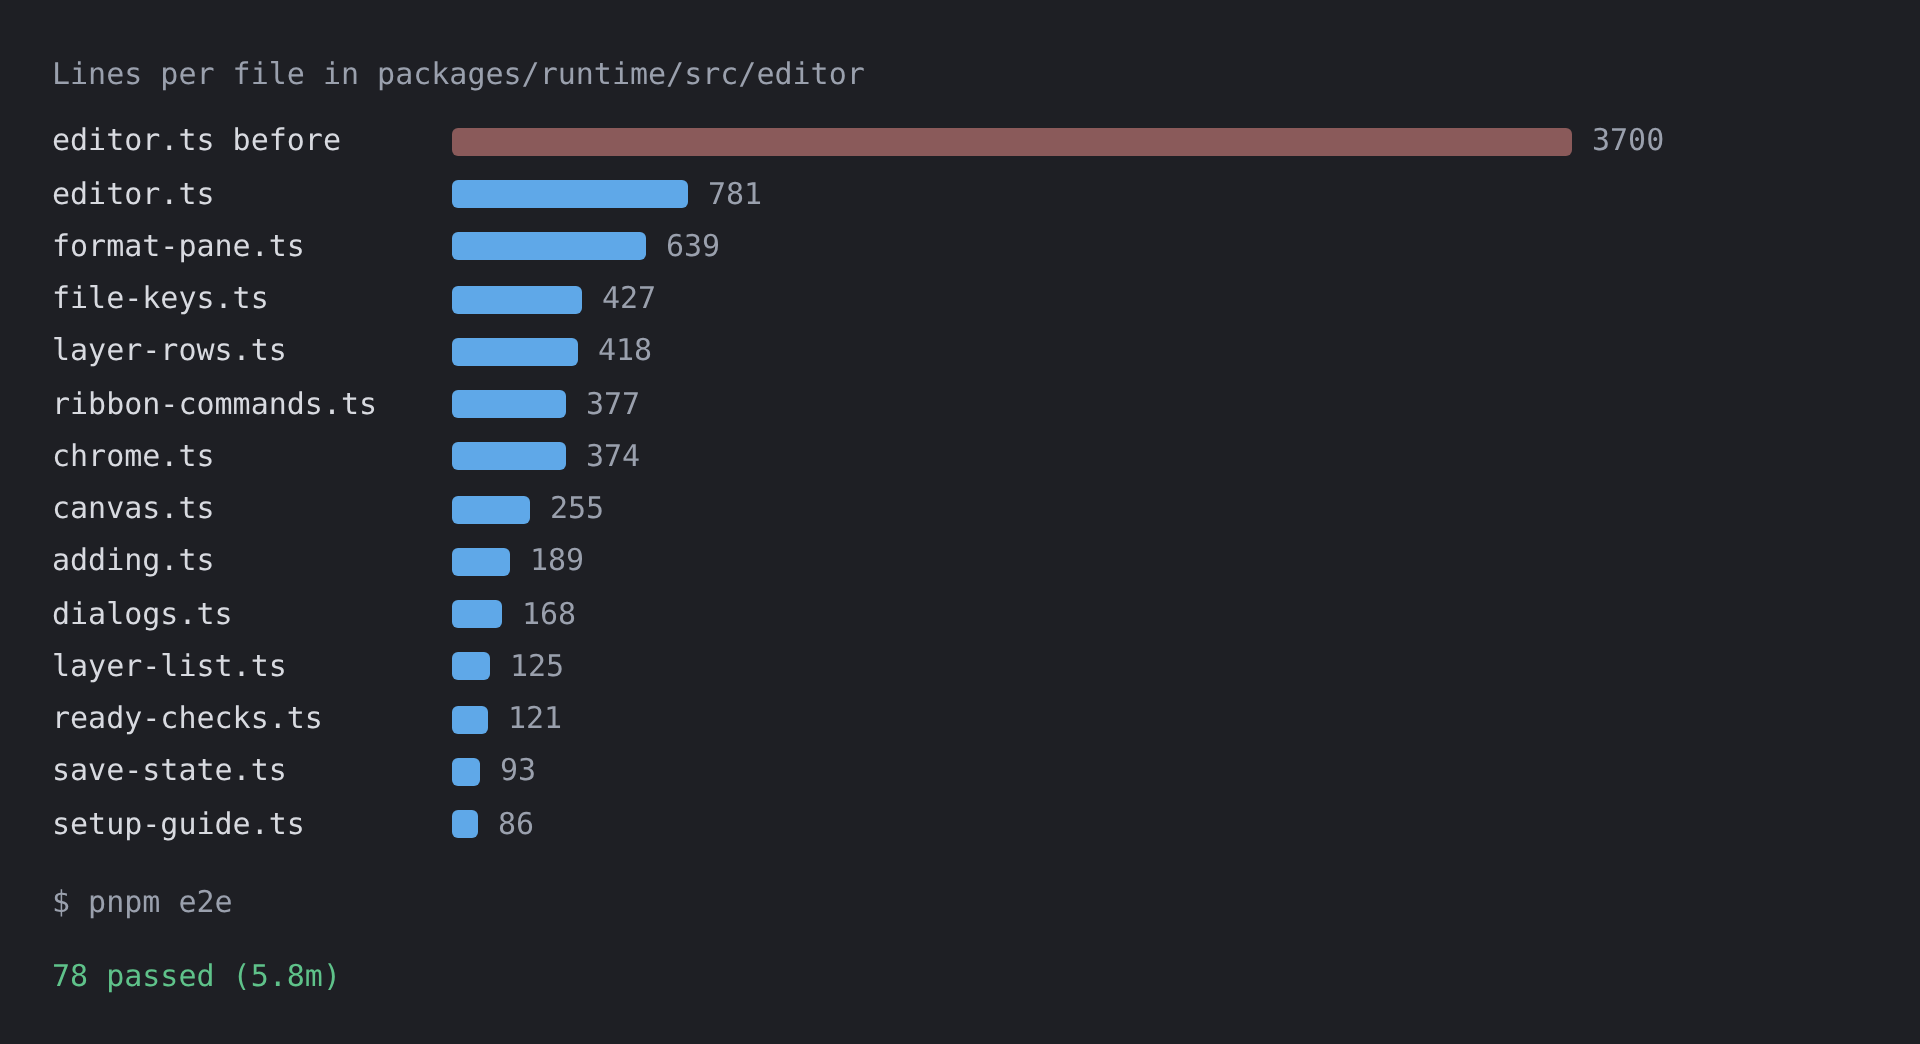 Lines per file in packages/runtime/src/editor
editor.ts before 3700
editor.ts 781
format-pane.ts 639
file-keys.ts 427
layer-rows.ts 418
ribbon-commands.ts 377
chrome.ts 374
canvas.ts 255
adding.ts 189
dialogs.ts 168
layer-list.ts 125
ready-checks.ts 121
save-state.ts 93
setup-guide.ts 86
$ pnpm e2e
78 passed (5.8m)